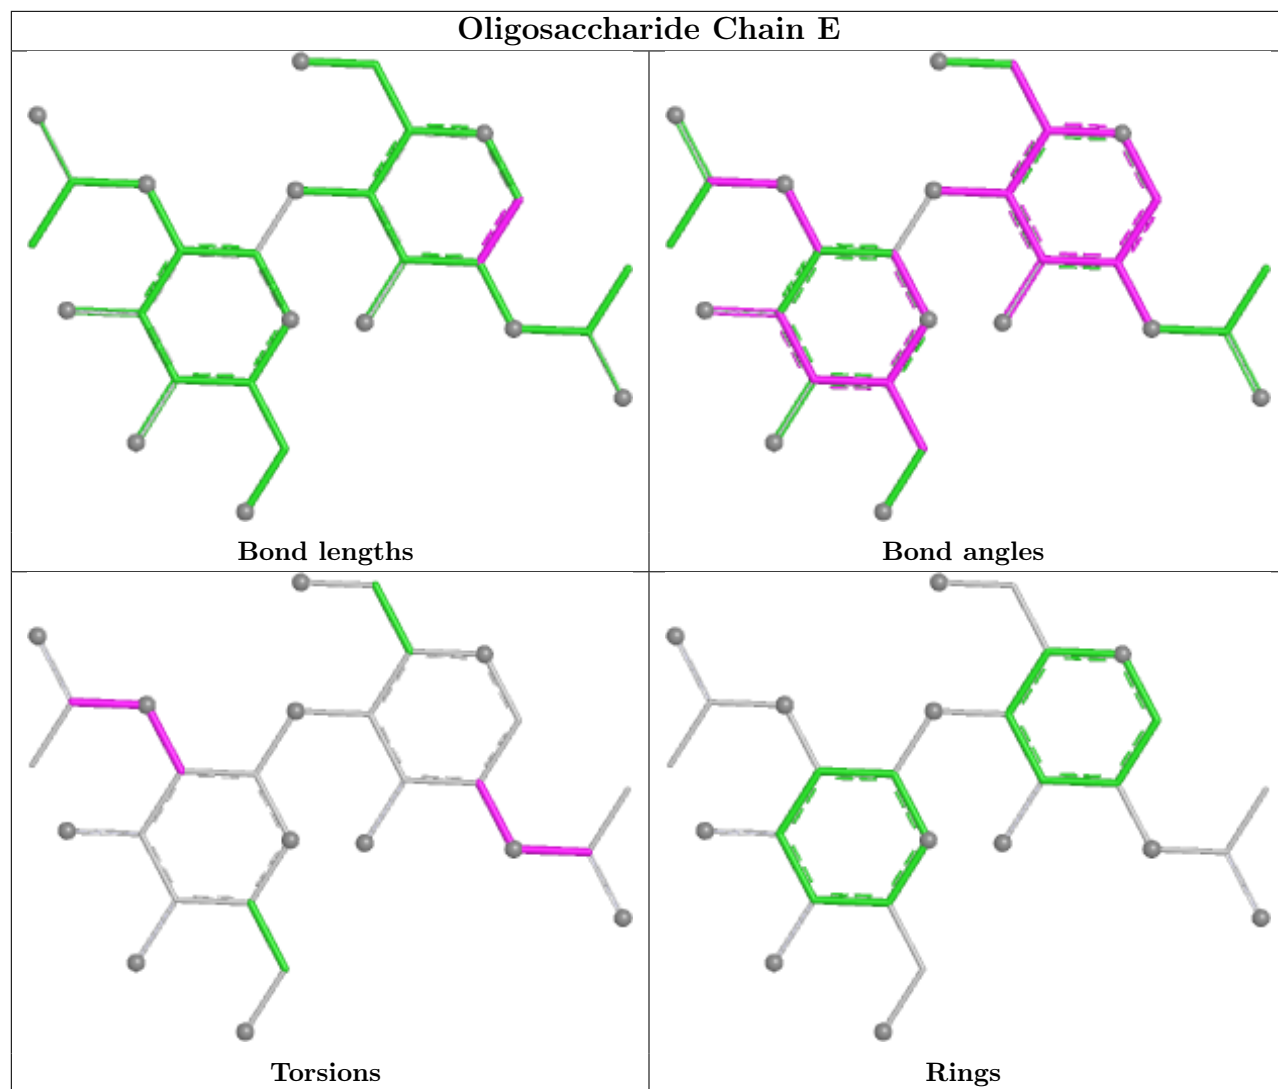 Oligosaccharide Chain E
Bond lengths
Bond angles
Torsions
Rings